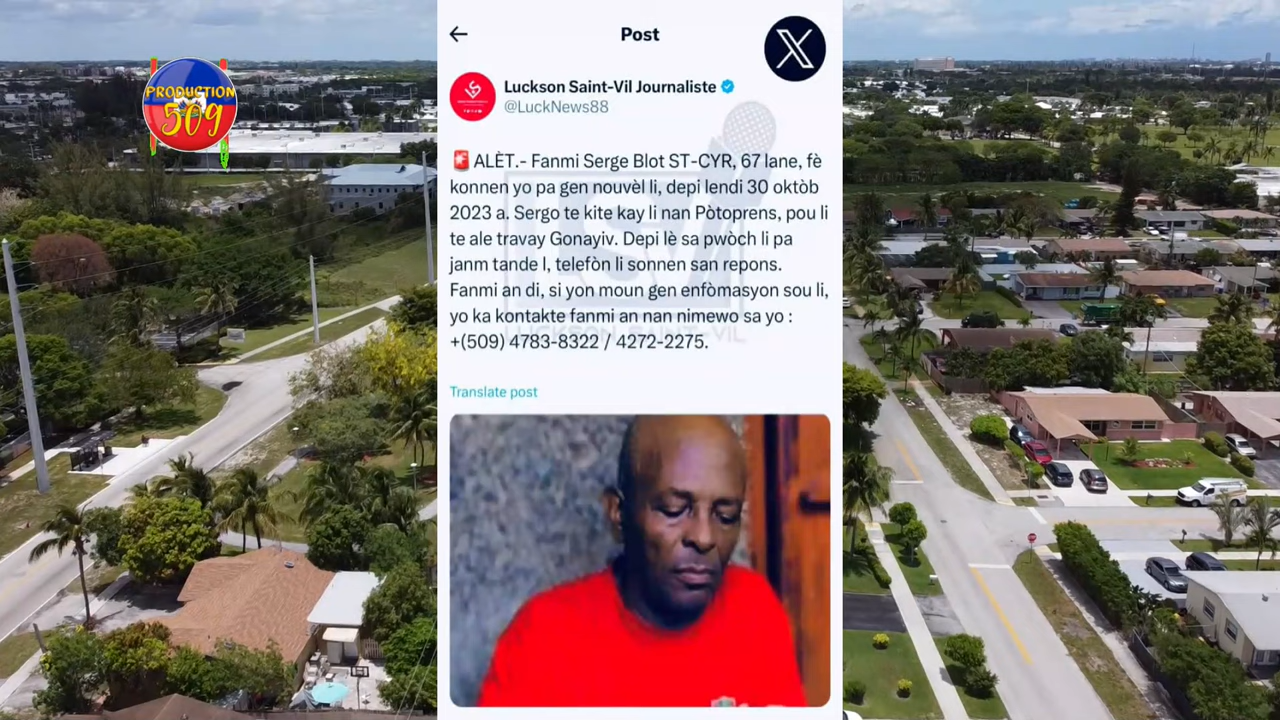 PRODUCTION
509
Post
X
Luckson Saint-Vil Journaliste
@LuckNews88
ALÈT.- Fanmi Serge Blot ST-CYR, 67 lane, fè
konnen yo pa gen nouvèl li, depi lendi 30 oktòb
2023 a. Sergo te kite kay li nan Pòtoprens, pou li
te ale travay Gonayiv. Depi lè sa pwòch li pa
janm tande l, telefòn li sonnen san repons.
Fanmi an di, si yon moun gen enfòmasyon sou li,
yo ka kontakte fanmi an nan nimewo sa yo :
+(509) 4783-8322 / 4272-2275.
LUCKSON SAINT-VIL
Translate post